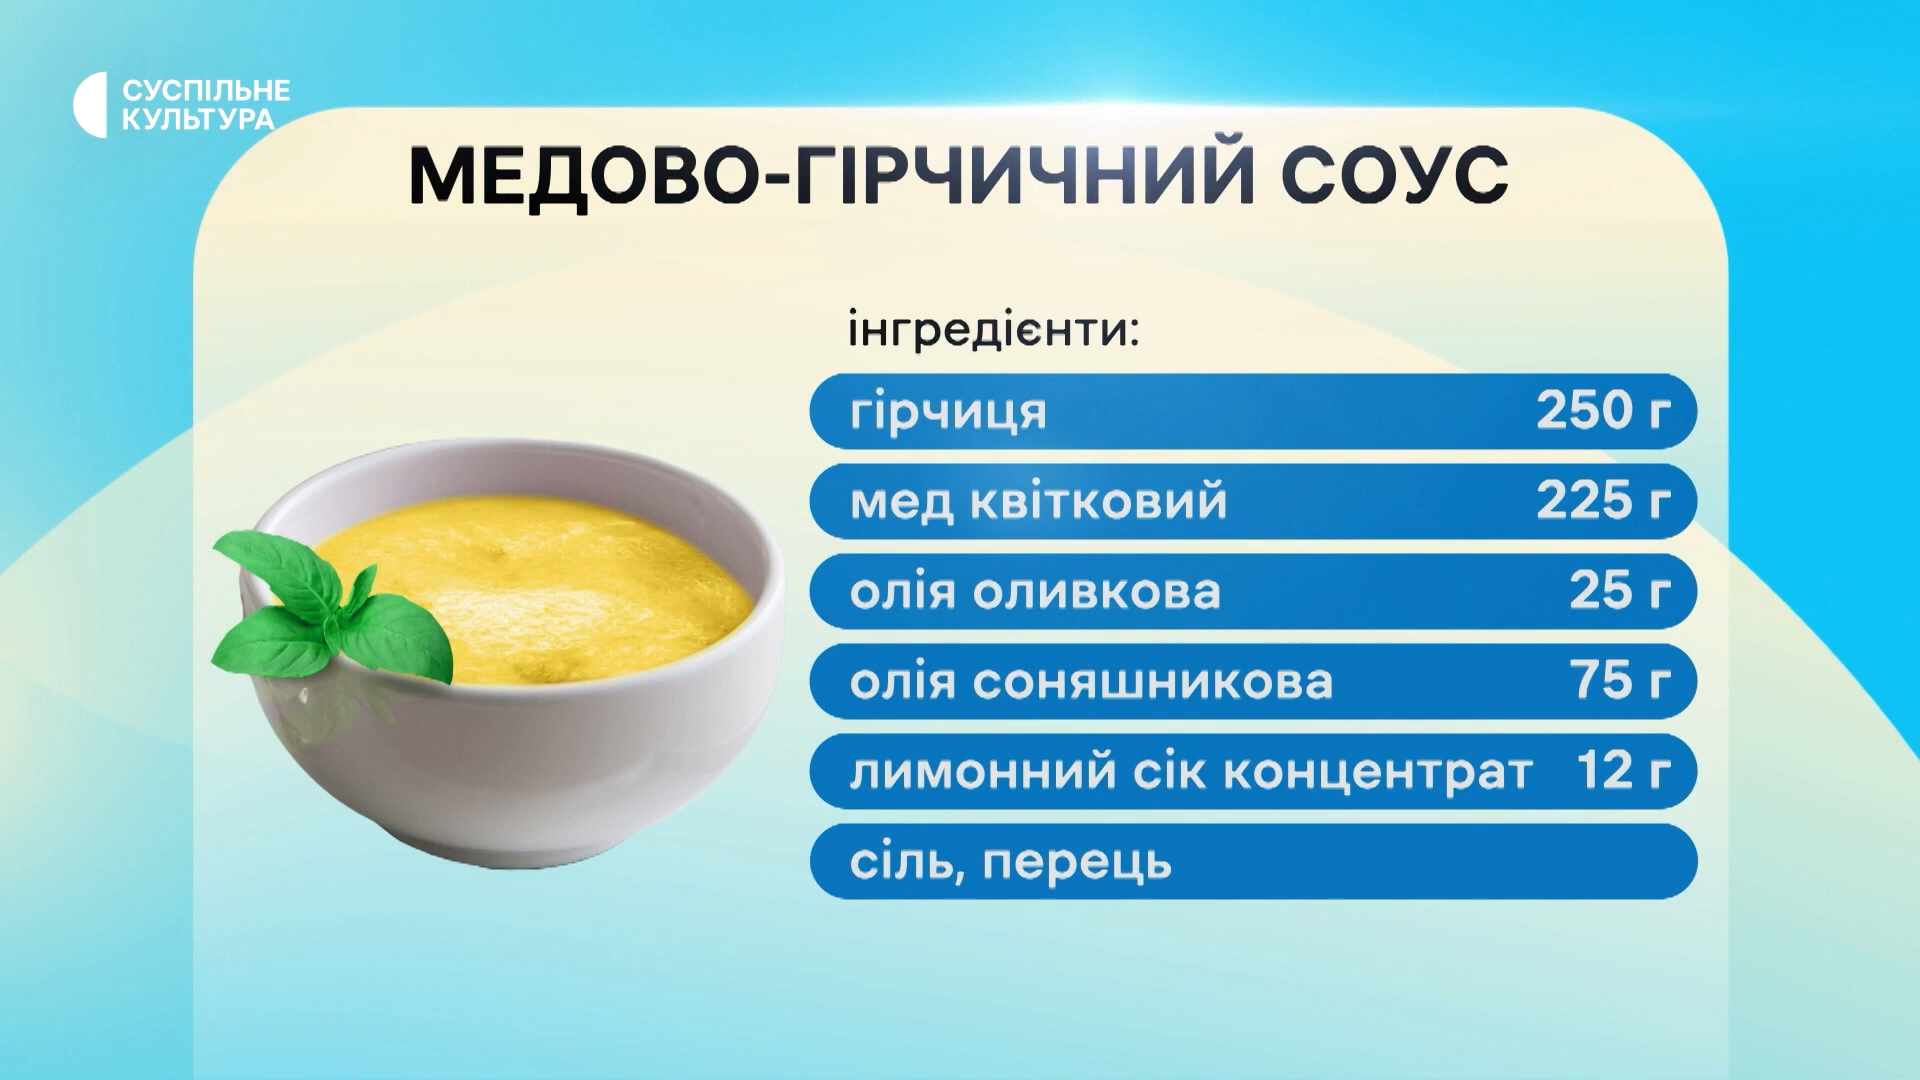 СУСПІЛЬНЕ
КУЛЬТУРА
МЕДОВО-ГІРЧИЧНИЙ СОУС
інгредієнти:
гірчиця 250 г
мед квітковий 225 г
олія оливкова 25 г
олія соняшникова 75 г
лимонний сік концентрат 12 г
сіль, перець